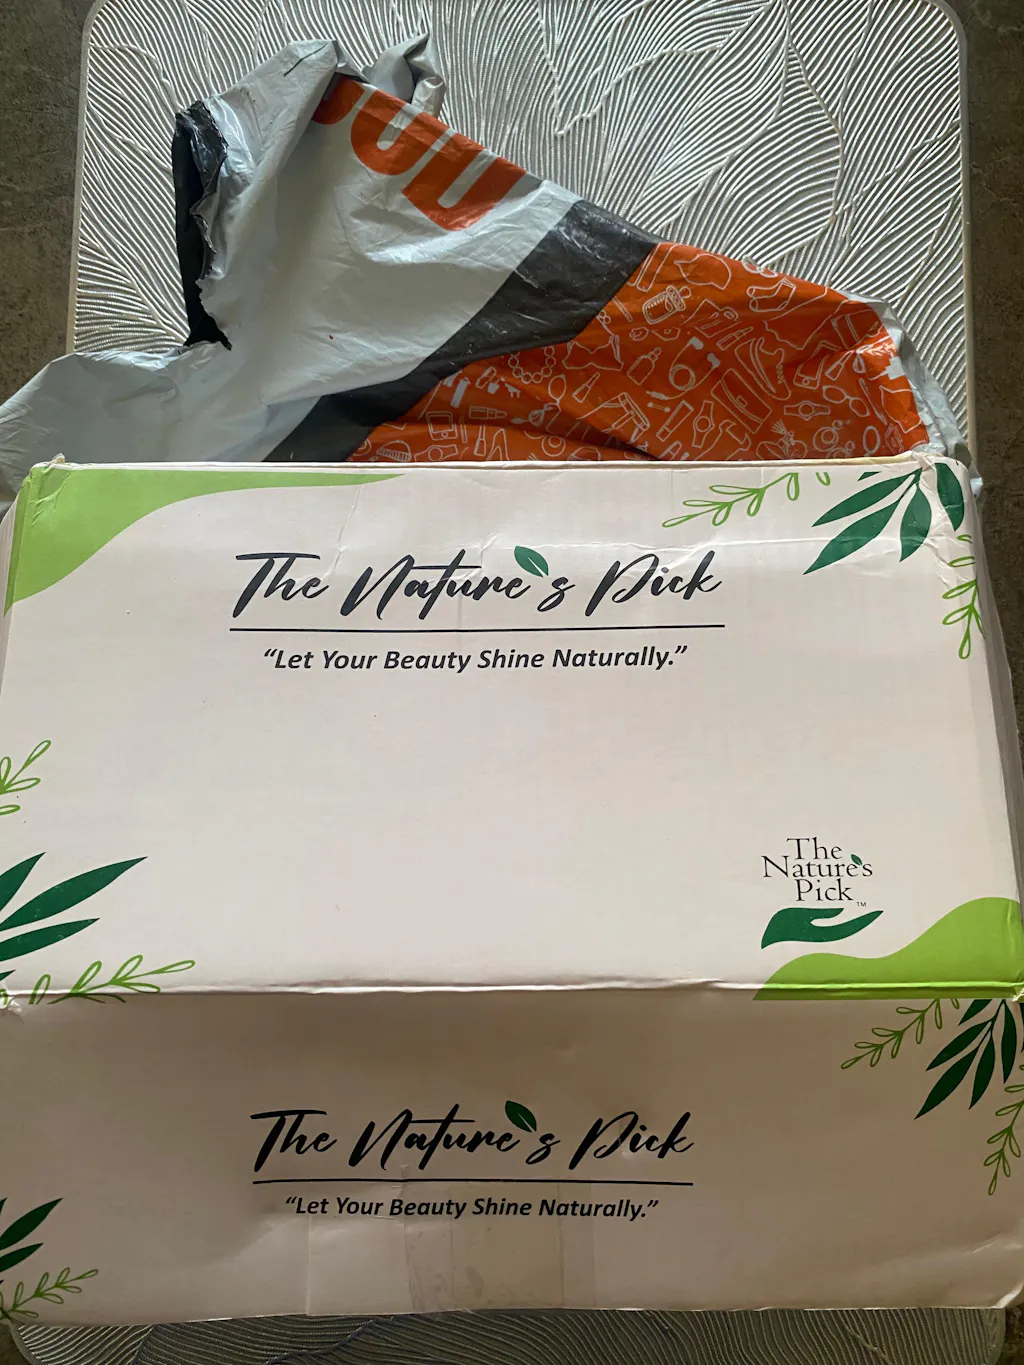 The Nature's Pick
"Let Your Beauty Shine Naturally."
The
Nature's
Pick
TM
The Nature's Pick
"Let Your Beauty Shine Naturally."